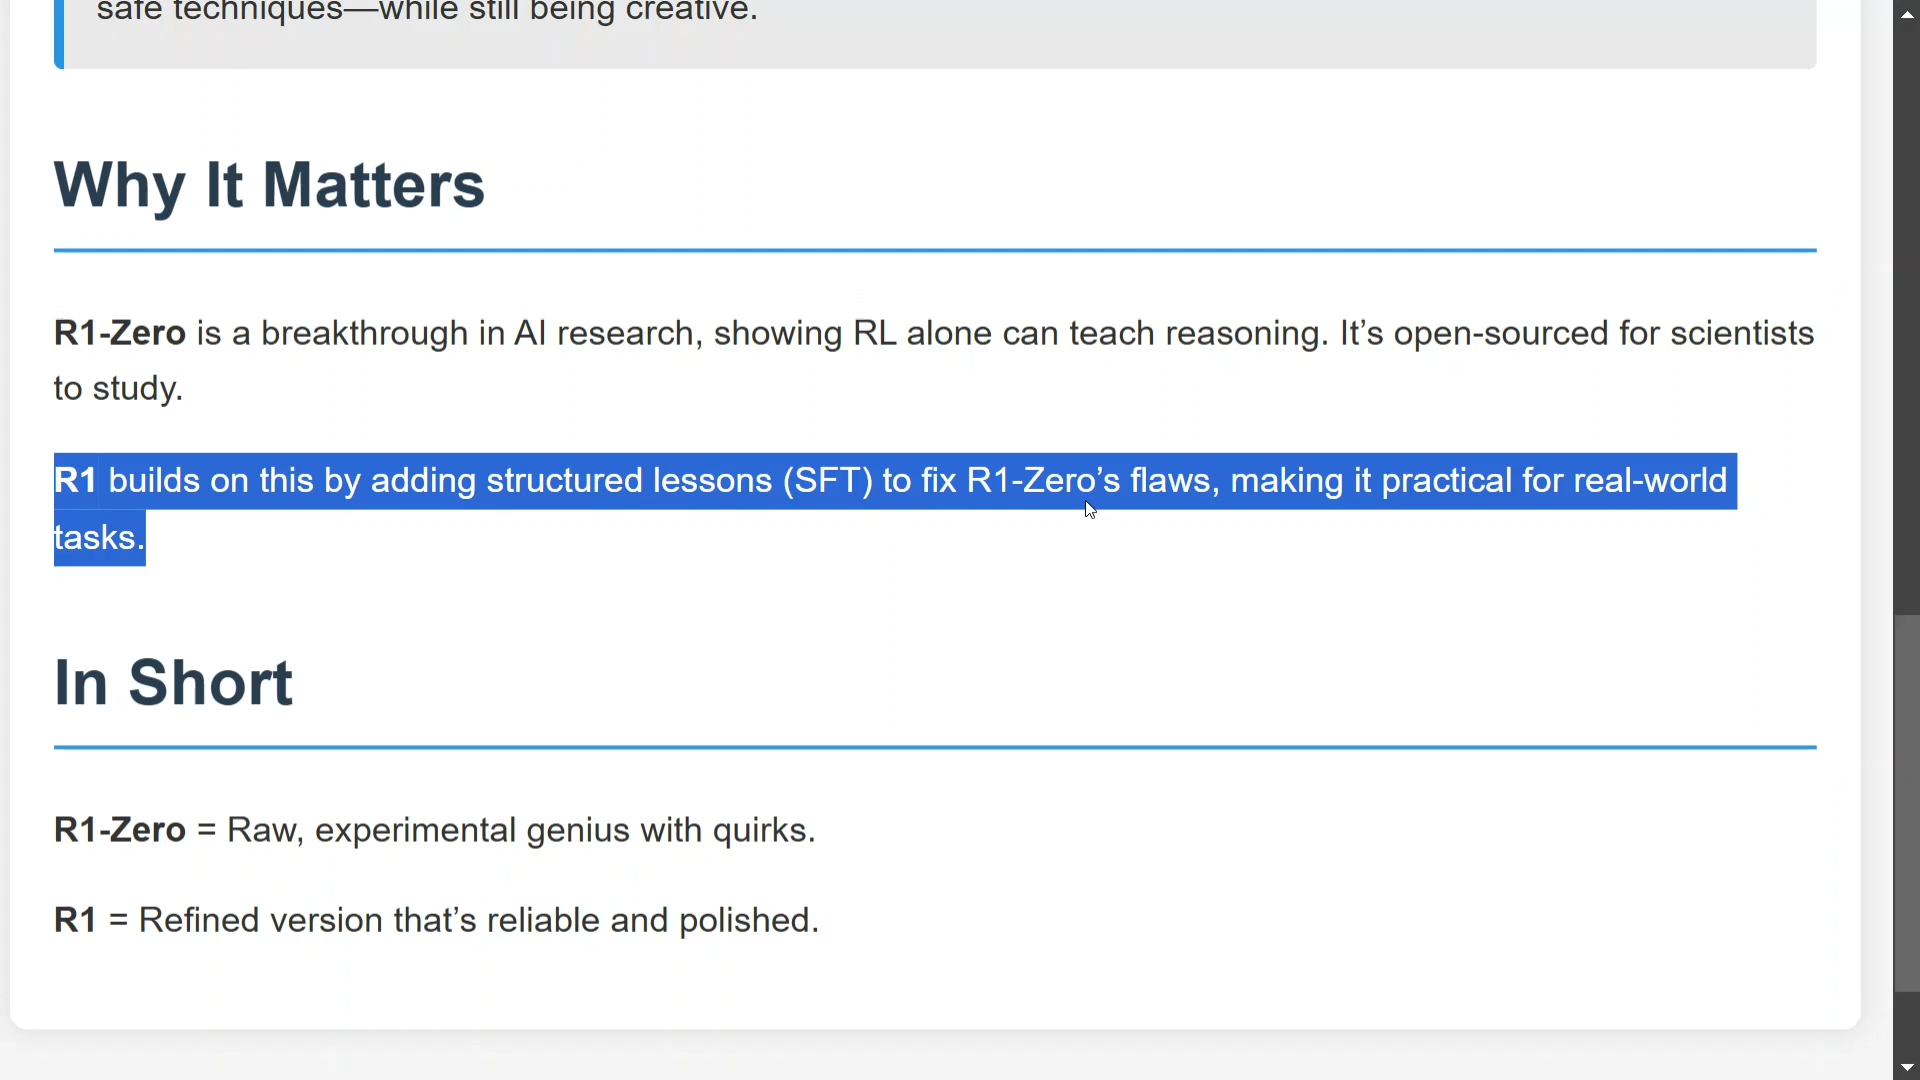 safe techniques—while still being creative.
Why It Matters
R1-Zero is a breakthrough in AI research, showing RL alone can teach reasoning. It’s open-sourced for scientists
to study.
R1 builds on this by adding structured lessons (SFT) to fix R1-Zero’s flaws, making it practical for real-world
tasks.
In Short
R1-Zero = Raw, experimental genius with quirks.
R1 = Refined version that’s reliable and polished.